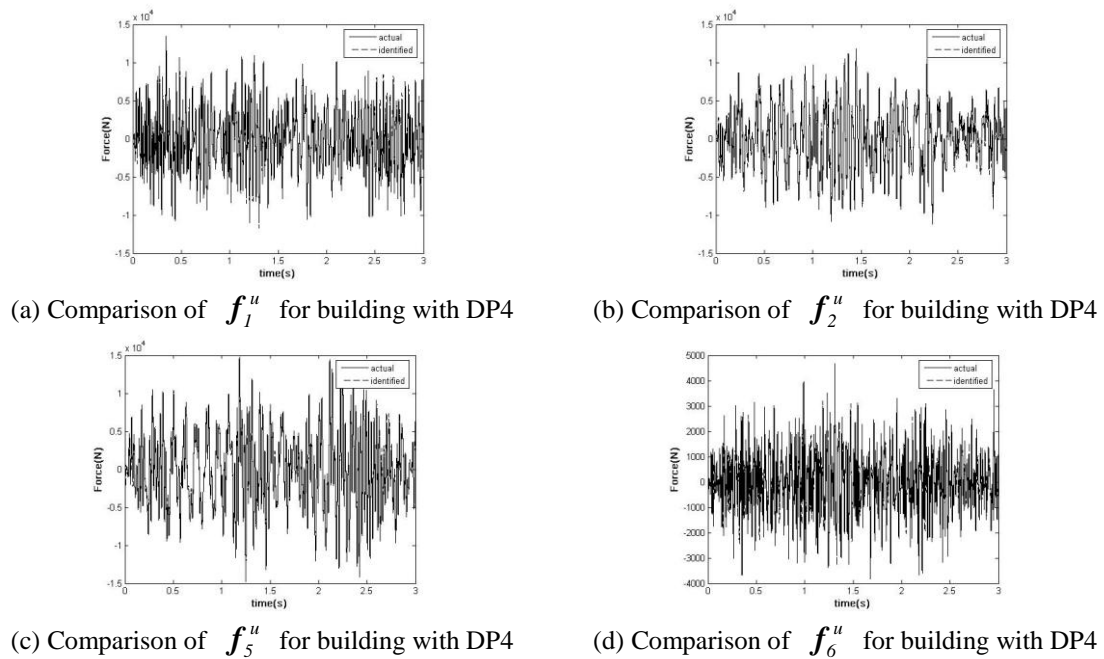 x 10⁴
1.5
1
0.5
0
-0.5
-1
-1.5
Force(N)
actual
identified
0 0.5 1 1.5 2 2.5 3
time(s)
x 10⁴
1.5
1
0.5
0
-0.5
-1
-1.5
Force(N)
actual
identified
0 0.5 1 1.5 2 2.5 3
time(s)
(a) Comparison of f₁ᵘ for building with DP4
(b) Comparison of f₂ᵘ for building with DP4
x 10⁴
1.5
1
0.5
0
-0.5
-1
-1.5
Force(N)
actual
identified
0 0.5 1 1.5 2 2.5 3
time(s)
5000
4000
3000
2000
1000
0
-1000
-2000
-3000
-4000
Force(N)
actual
identified
0 0.5 1 1.5 2 2.5 3
time(s)
(c) Comparison of f₅ᵘ for building with DP4
(d) Comparison of f₆ᵘ for building with DP4